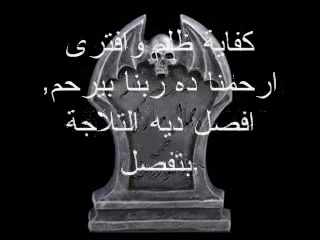 كفاية ظلم وافترى
ارحمنا ده ربنا بيرحم,
افصل ديه التلاجة
بتفصل,